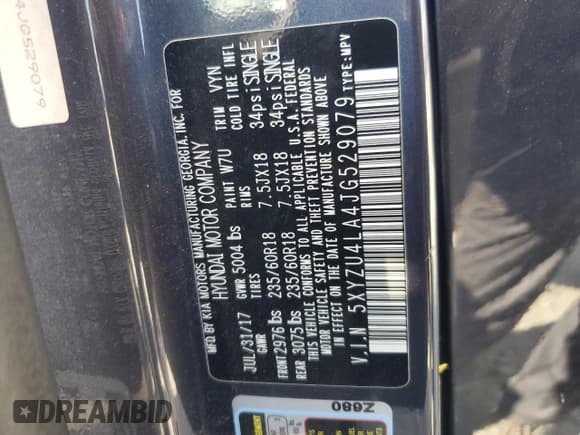 4JG529079
MFD BY KIA MOTORS MANUFACTURING GEORGIA, INC. FOR
HYUNDAI MOTOR COMPANY
JUL/31/17 PAINT W7U TRIM VYN
GVWR 5004 lbs
GAWR TIRES RIMS COLD TIRE INFL
FRONT 2976 lbs 235/60R18 7.5JX18 34psi SINGLE
REAR 3075 lbs 235/60R18 7.5JX18 34psi SINGLE
THIS VEHICLE CONFORMS TO ALL APPLICABLE U.S.A. FEDERAL
MOTOR VEHICLE SAFETY AND THEFT PREVENTION STANDARDS
IN EFFECT ON THE DATE OF MANUFACTURE SHOWN ABOVE
V.I.N 5XYZU4LA4JG529079 TYPE:MPV
Z680
DREAMBID